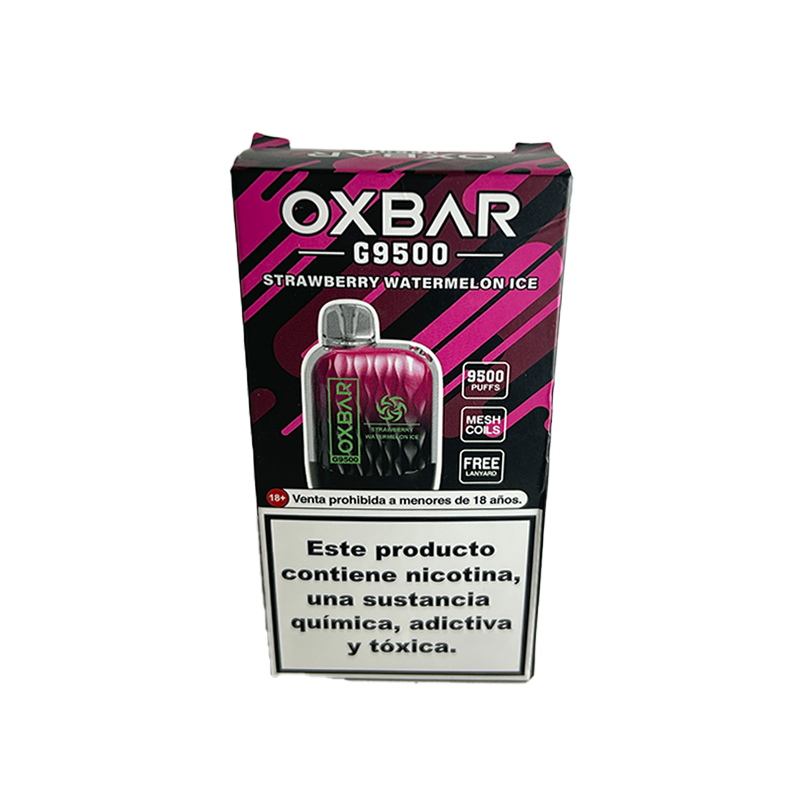 OXBAR
OXBAR
G9500
STRAWBERRY WATERMELON ICE
OXBAR
G9500
STRAWBERRY
WATERMELON ICE
9500
PUFFS
MESH
COILS
FREE
LANYARD
18+ Venta prohibida a menores de 18 años.
Este producto
contiene nicotina,
una sustancia
química, adictiva
y tóxica.